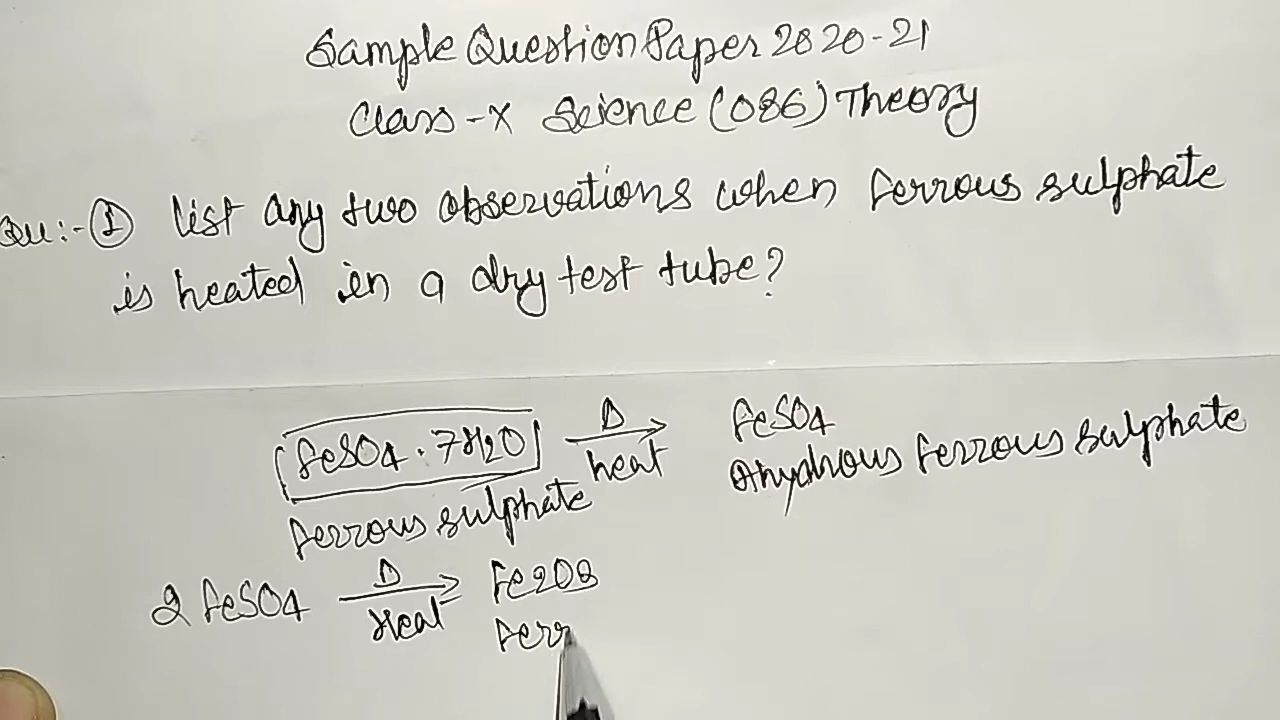 Sample Question Paper 2020-21
Class-X Science (086) Theory
Qu:-① List any two observations when ferrous sulphate
is heated in a dry test tube?
FeSO4.7H2O Δ heat FeSO4
ferrous sulphate Anhydrous ferrous sulphate
2 FeSO4 Δ Heat Fe2O3
Ferr